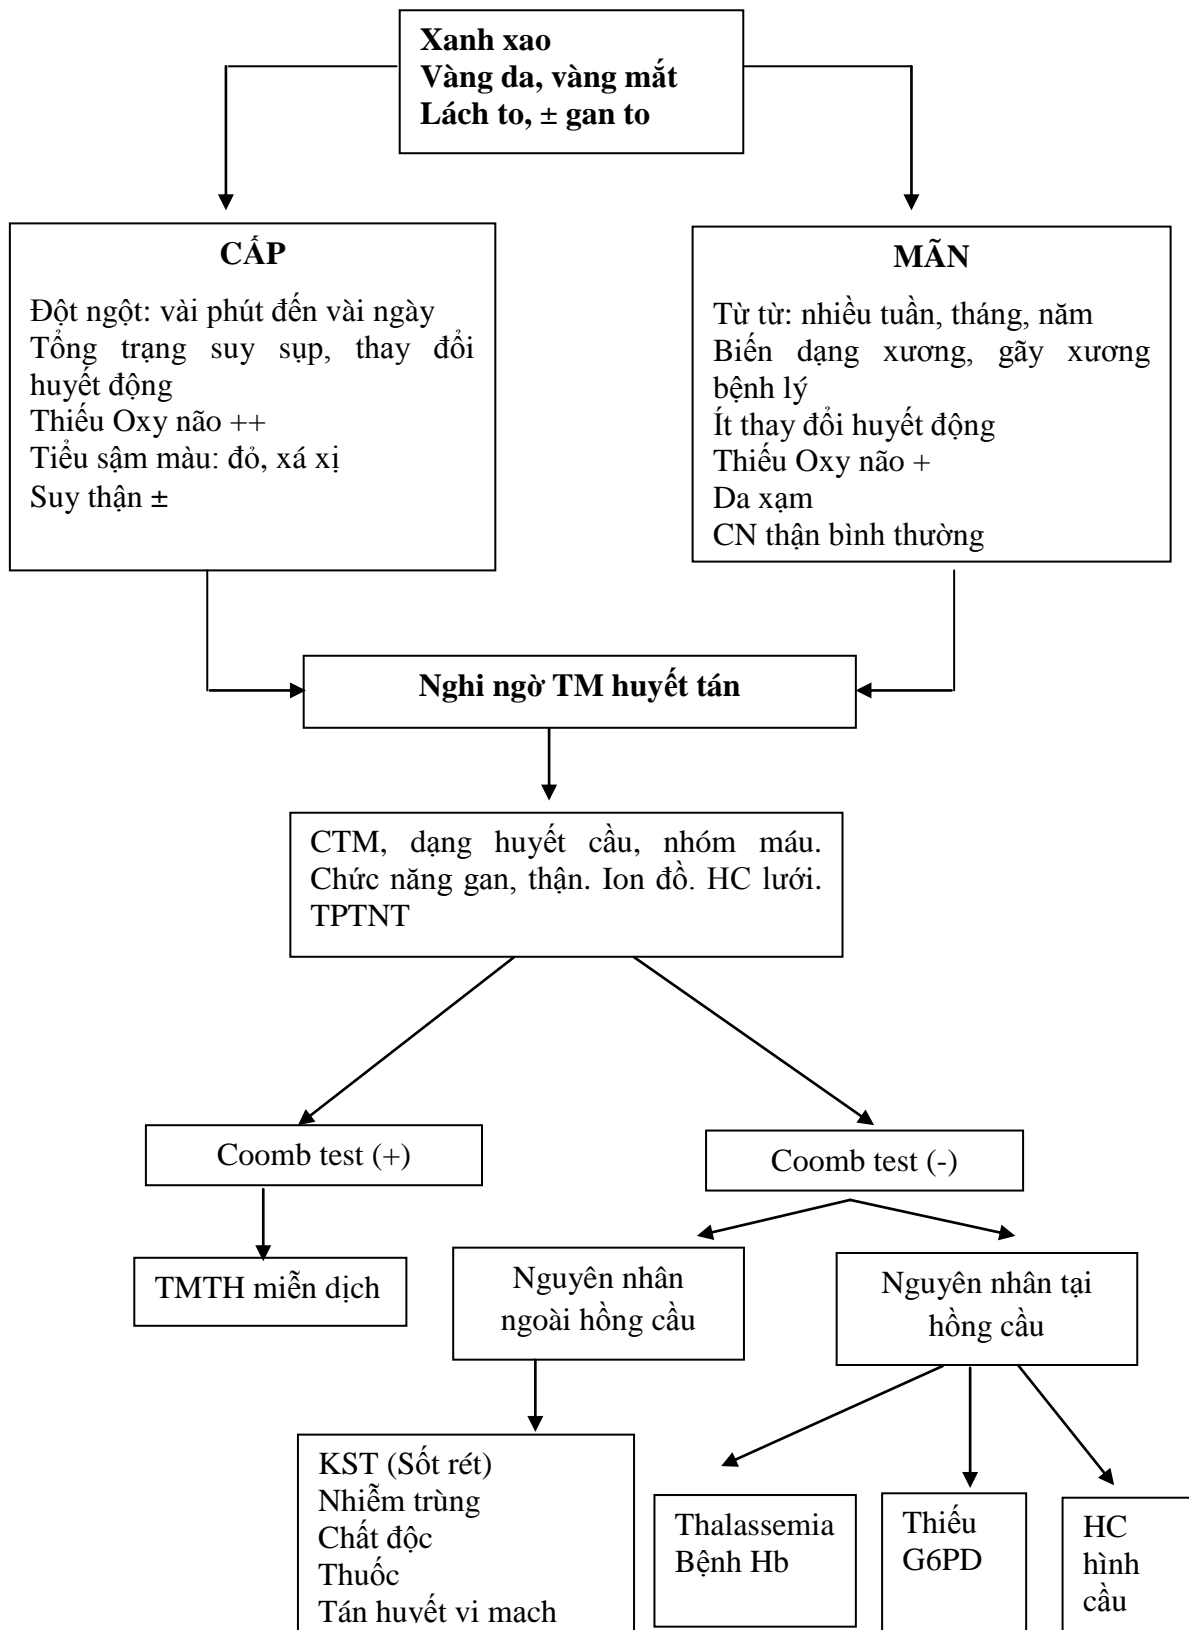 Xanh xao
Vàng da, vàng mắt
Lách to, ± gan to
CẤP
Đột ngột: vài phút đến vài ngày
Tổng trạng suy sụp, thay đổi
huyết động
Thiếu Oxy não ++
Tiểu sậm màu: đỏ, xá xị
Suy thận ±
MÃN
Từ từ: nhiều tuần, tháng, năm
Biến dạng xương, gãy xương
bệnh lý
Ít thay đổi huyết động
Thiếu Oxy não +
Da xạm
CN thận bình thường
Nghi ngờ TM huyết tán
CTM, dạng huyết cầu, nhóm máu.
Chức năng gan, thận. Ion đồ. HC lưới.
TPTNT
Coomb test (+)
Coomb test (-)
TMTH miễn dịch
Nguyên nhân
ngoài hồng cầu
Nguyên nhân tại
hồng cầu
KST (Sốt rét)
Nhiễm trùng
Chất độc
Thuốc
Tán huyết vi mach
Thalassemia
Bệnh Hb
Thiếu
G6PD
HC
hình
cầu